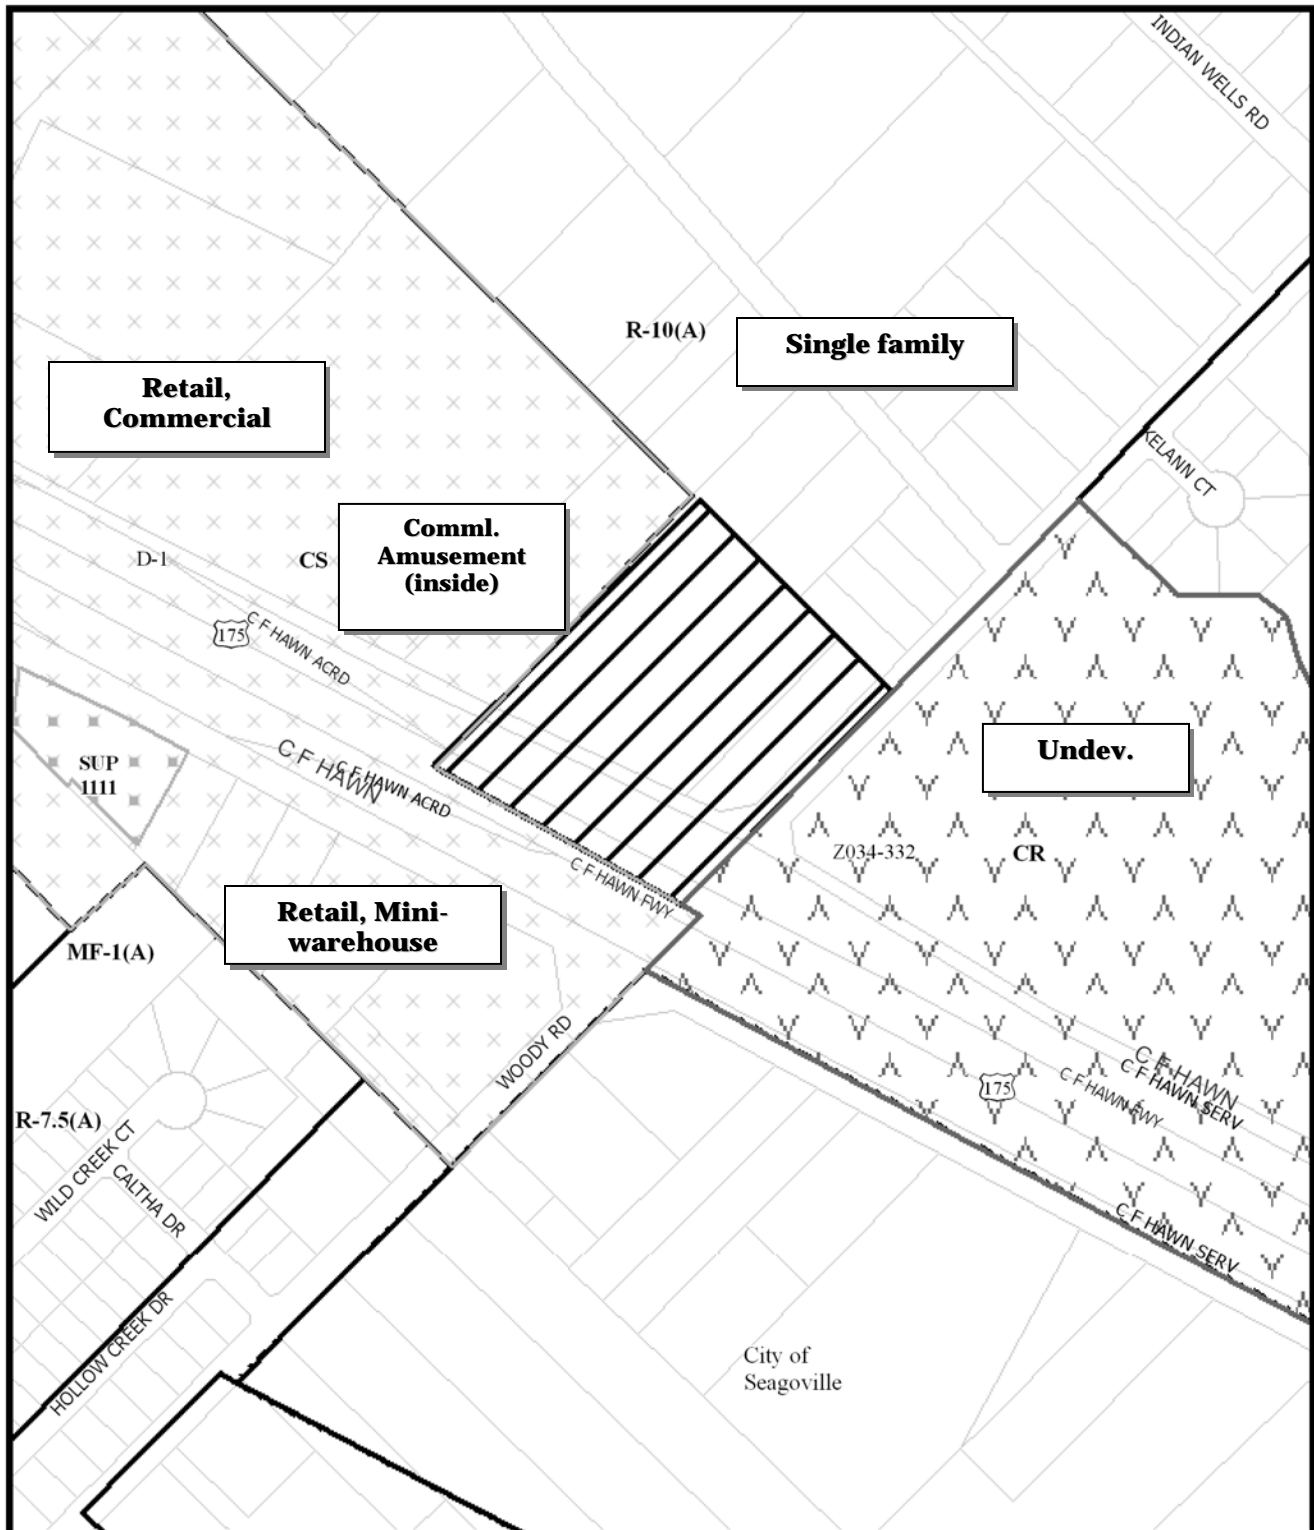 INDIAN WELLS RD
R-10(A)
Single family
Retail,
Commercial
KELANN CT
Comml.
Amusement
(inside)
D-1
CS
175
C F HAWN ACRD
Undev.
SUP
1111
C F HAWN
C F HAWN ACRD
Z034-332
CR
C F HAWN FWY
Retail, Mini-
warehouse
MF-1(A)
WOODY RD
C F HAWN
C F HAWN SERV
175
C F HAWN FWY
R-7.5(A)
WILD CREEK CT
CALTHA DR
C F HAWN SERV
HOLLOW CREEK DR
City of
Seagoville